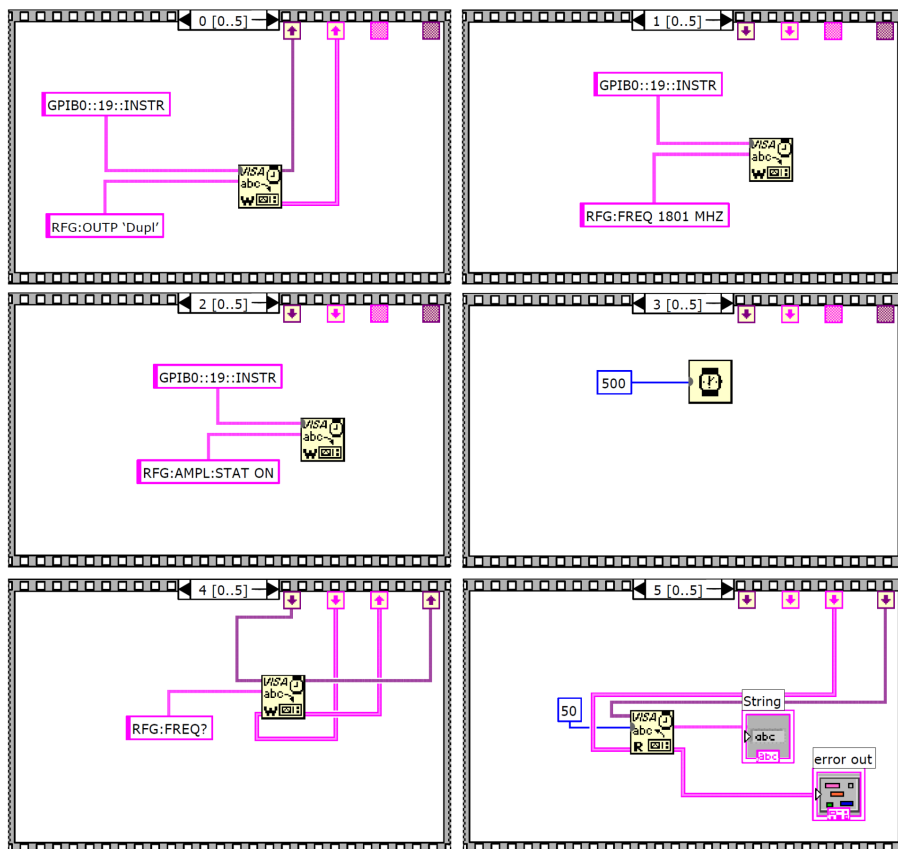 0 [0..5]
GPIB0::19::INSTR
VISA
abc
W
RFG:OUTP ‘Dupl’
1 [0..5]
GPIB0::19::INSTR
VISA
abc
W
RFG:FREQ 1801 MHZ
2 [0..5]
GPIB0::19::INSTR
VISA
abc
W
RFG:AMPL:STAT ON
3 [0..5]
500
4 [0..5]
VISA
abc
W
RFG:FREQ?
5 [0..5]
50
VISA
abc
R
String
abc
abc
error out